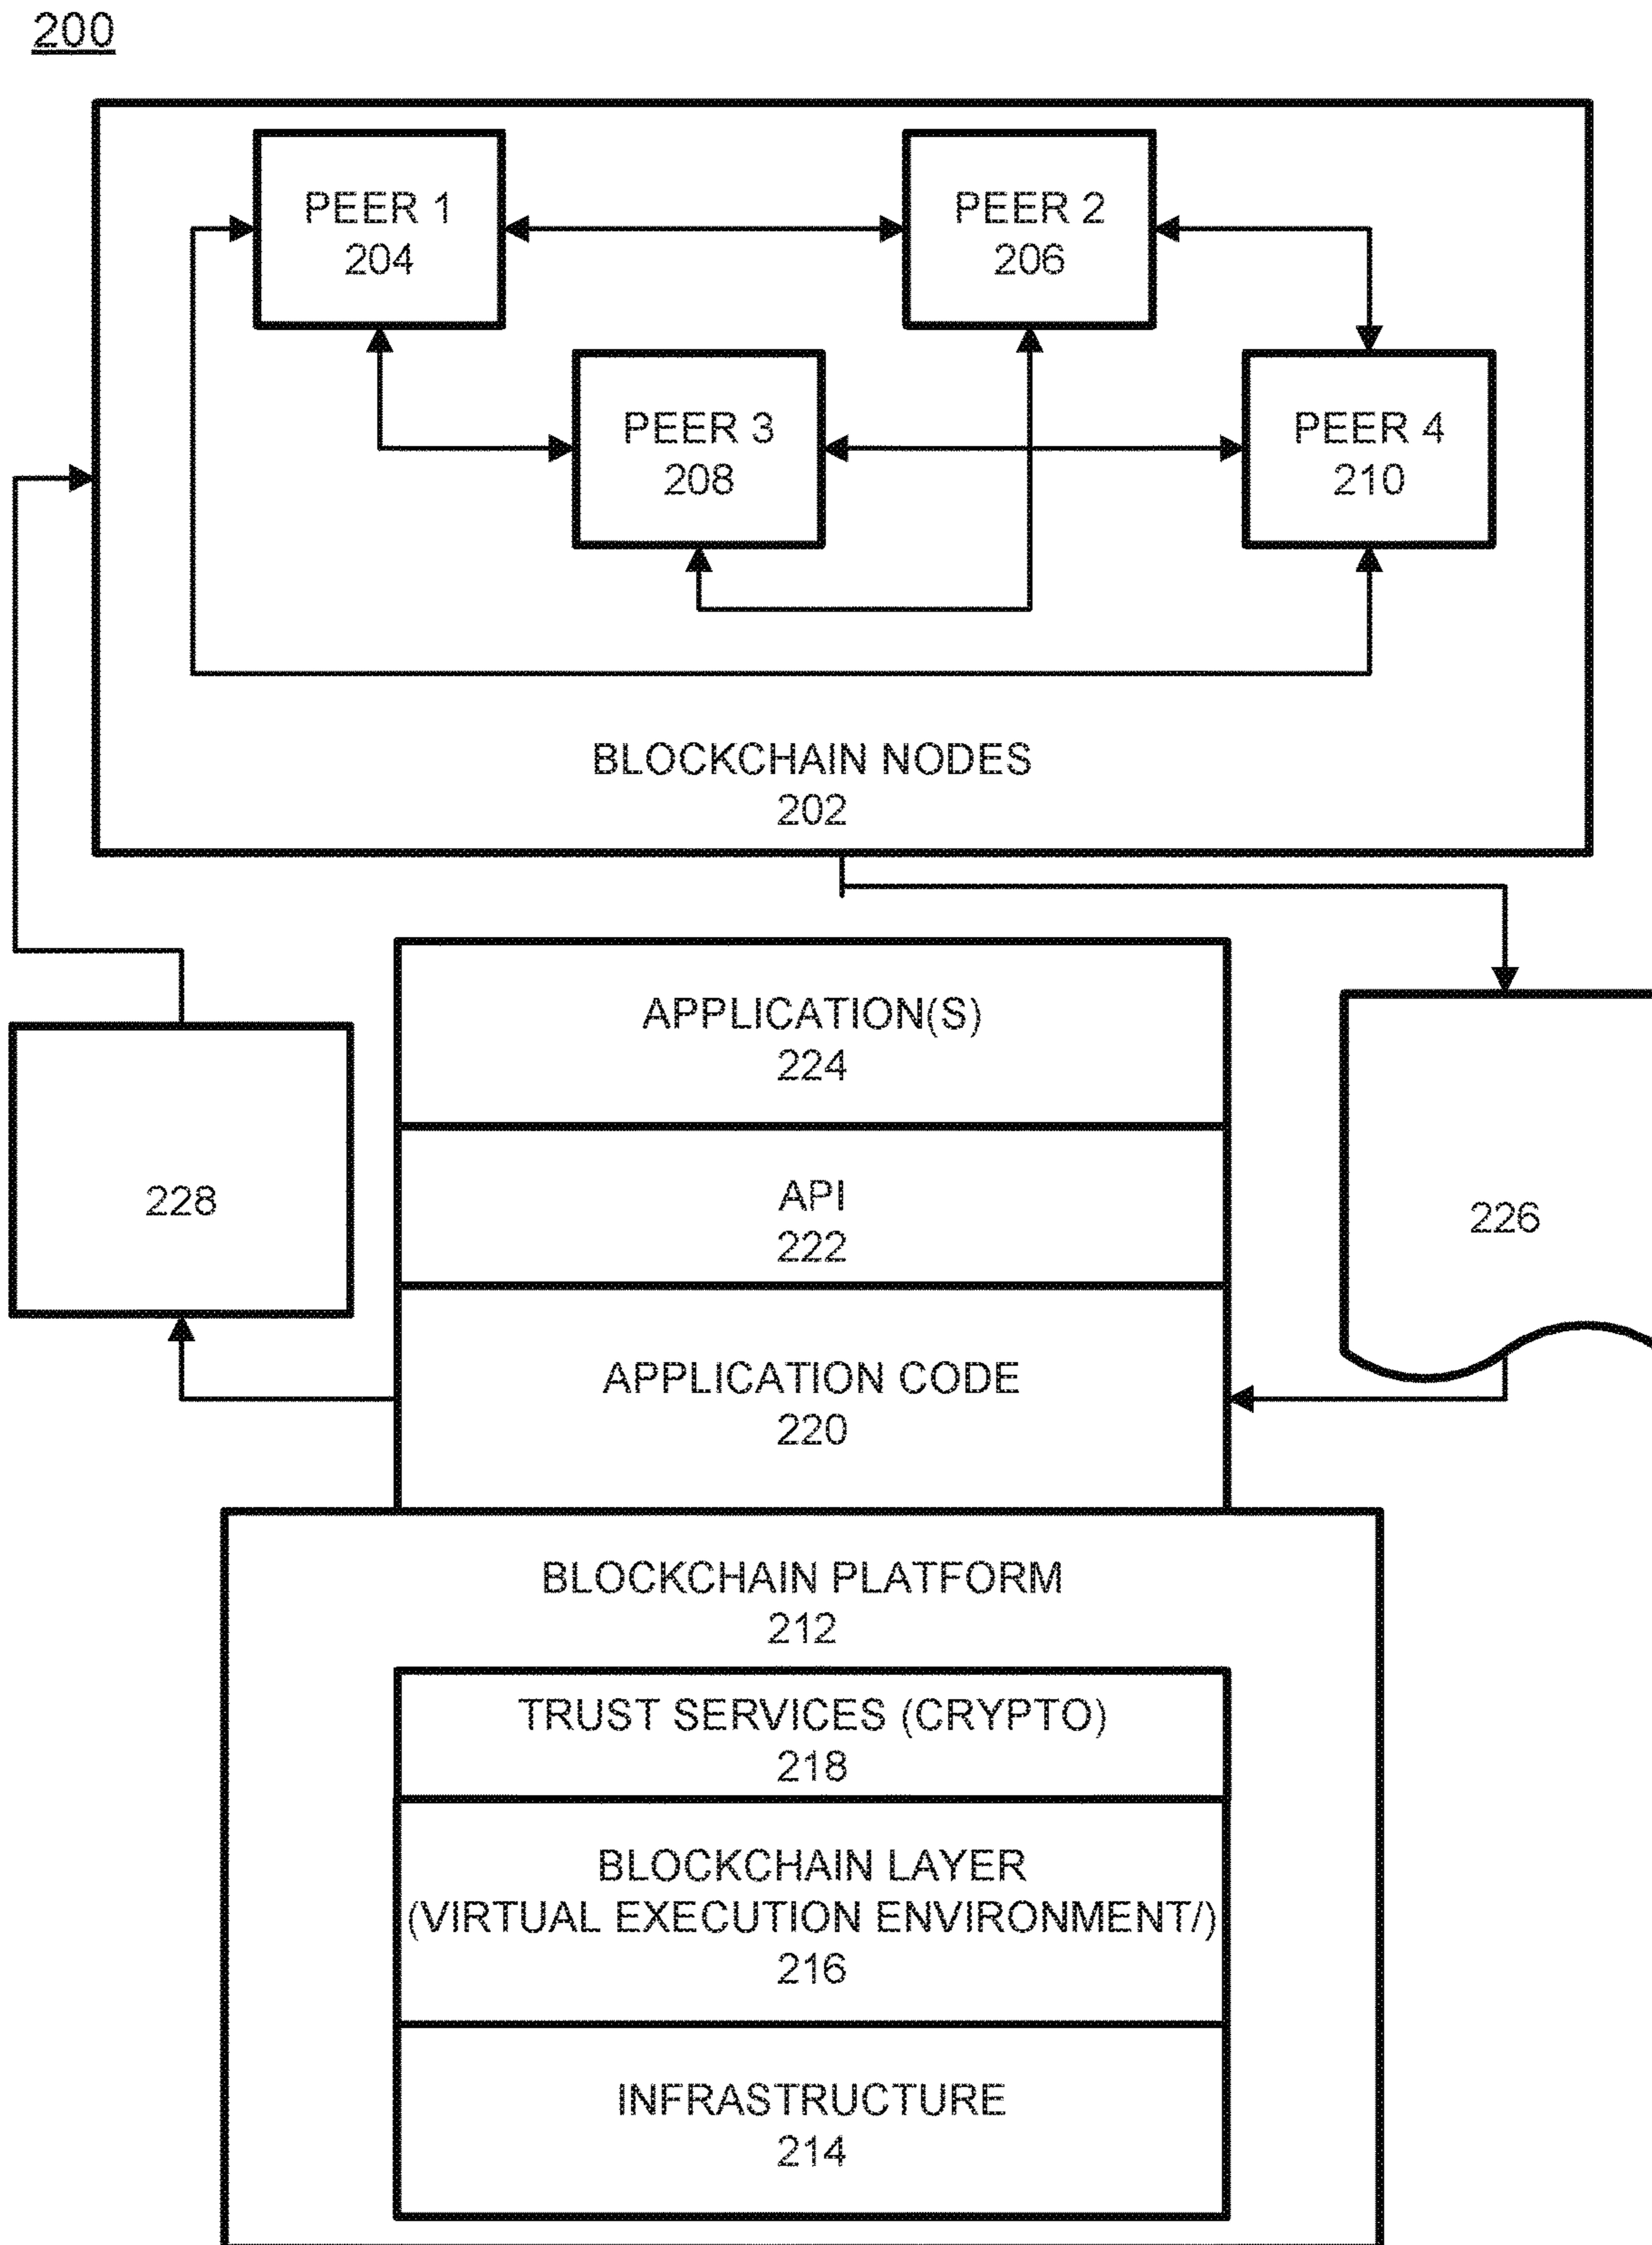 200
PEER 1
204
PEER 2
206
PEER 3
208
PEER 4
210
BLOCKCHAIN NODES
202
APPLICATION(S)
224
API
222
228
226
APPLICATION CODE
220
BLOCKCHAIN PLATFORM
212
TRUST SERVICES (CRYPTO)
218
BLOCKCHAIN LAYER
(VIRTUAL EXECUTION ENVIRONMENT/)
216
INFRASTRUCTURE
214